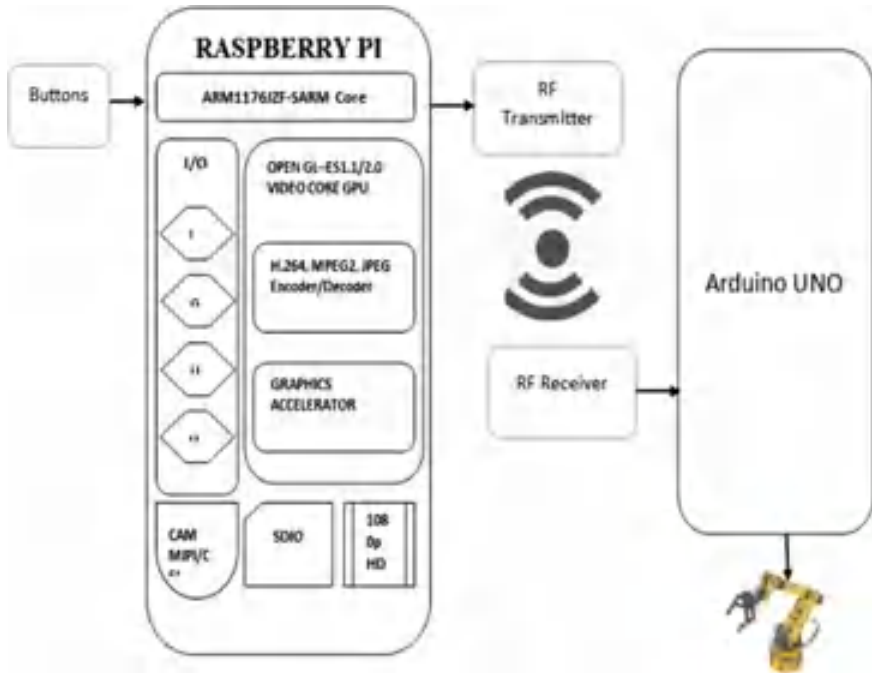 RASPBERRY PI
Buttons
ARM1176JZF-SARM Core
RF
Transmitter
I/O
OPEN GL-ES1.1/2.0
VIDEO CORE GPU
H.264, MPEG2, JPEG
Encoder/Decoder
GRAPHICS
ACCELERATOR
Arduino UNO
RF Receiver
CAM
MIPI/C
SDIO
108
0p
HD